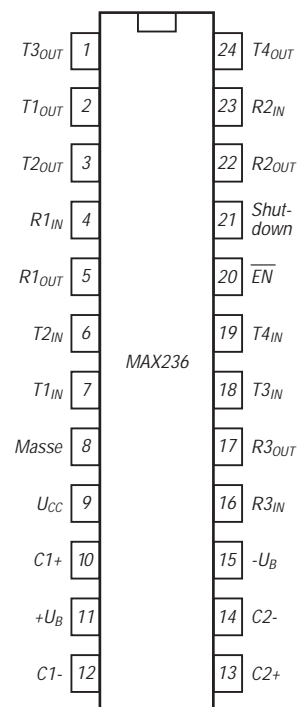 T3OUT 1 24 T4OUT
T1OUT 2 23 R2IN
T2OUT 3 22 R2OUT
R1IN 4 21 Shut-
down
R1OUT 5 20 EN
T2IN 6 19 T4IN
MAX236
T1IN 7 18 T3IN
Masse 8 17 R3OUT
UCC 9 16 R3IN
C1+ 10 15 -UB
+UB 11 14 C2-
C1- 12 13 C2+